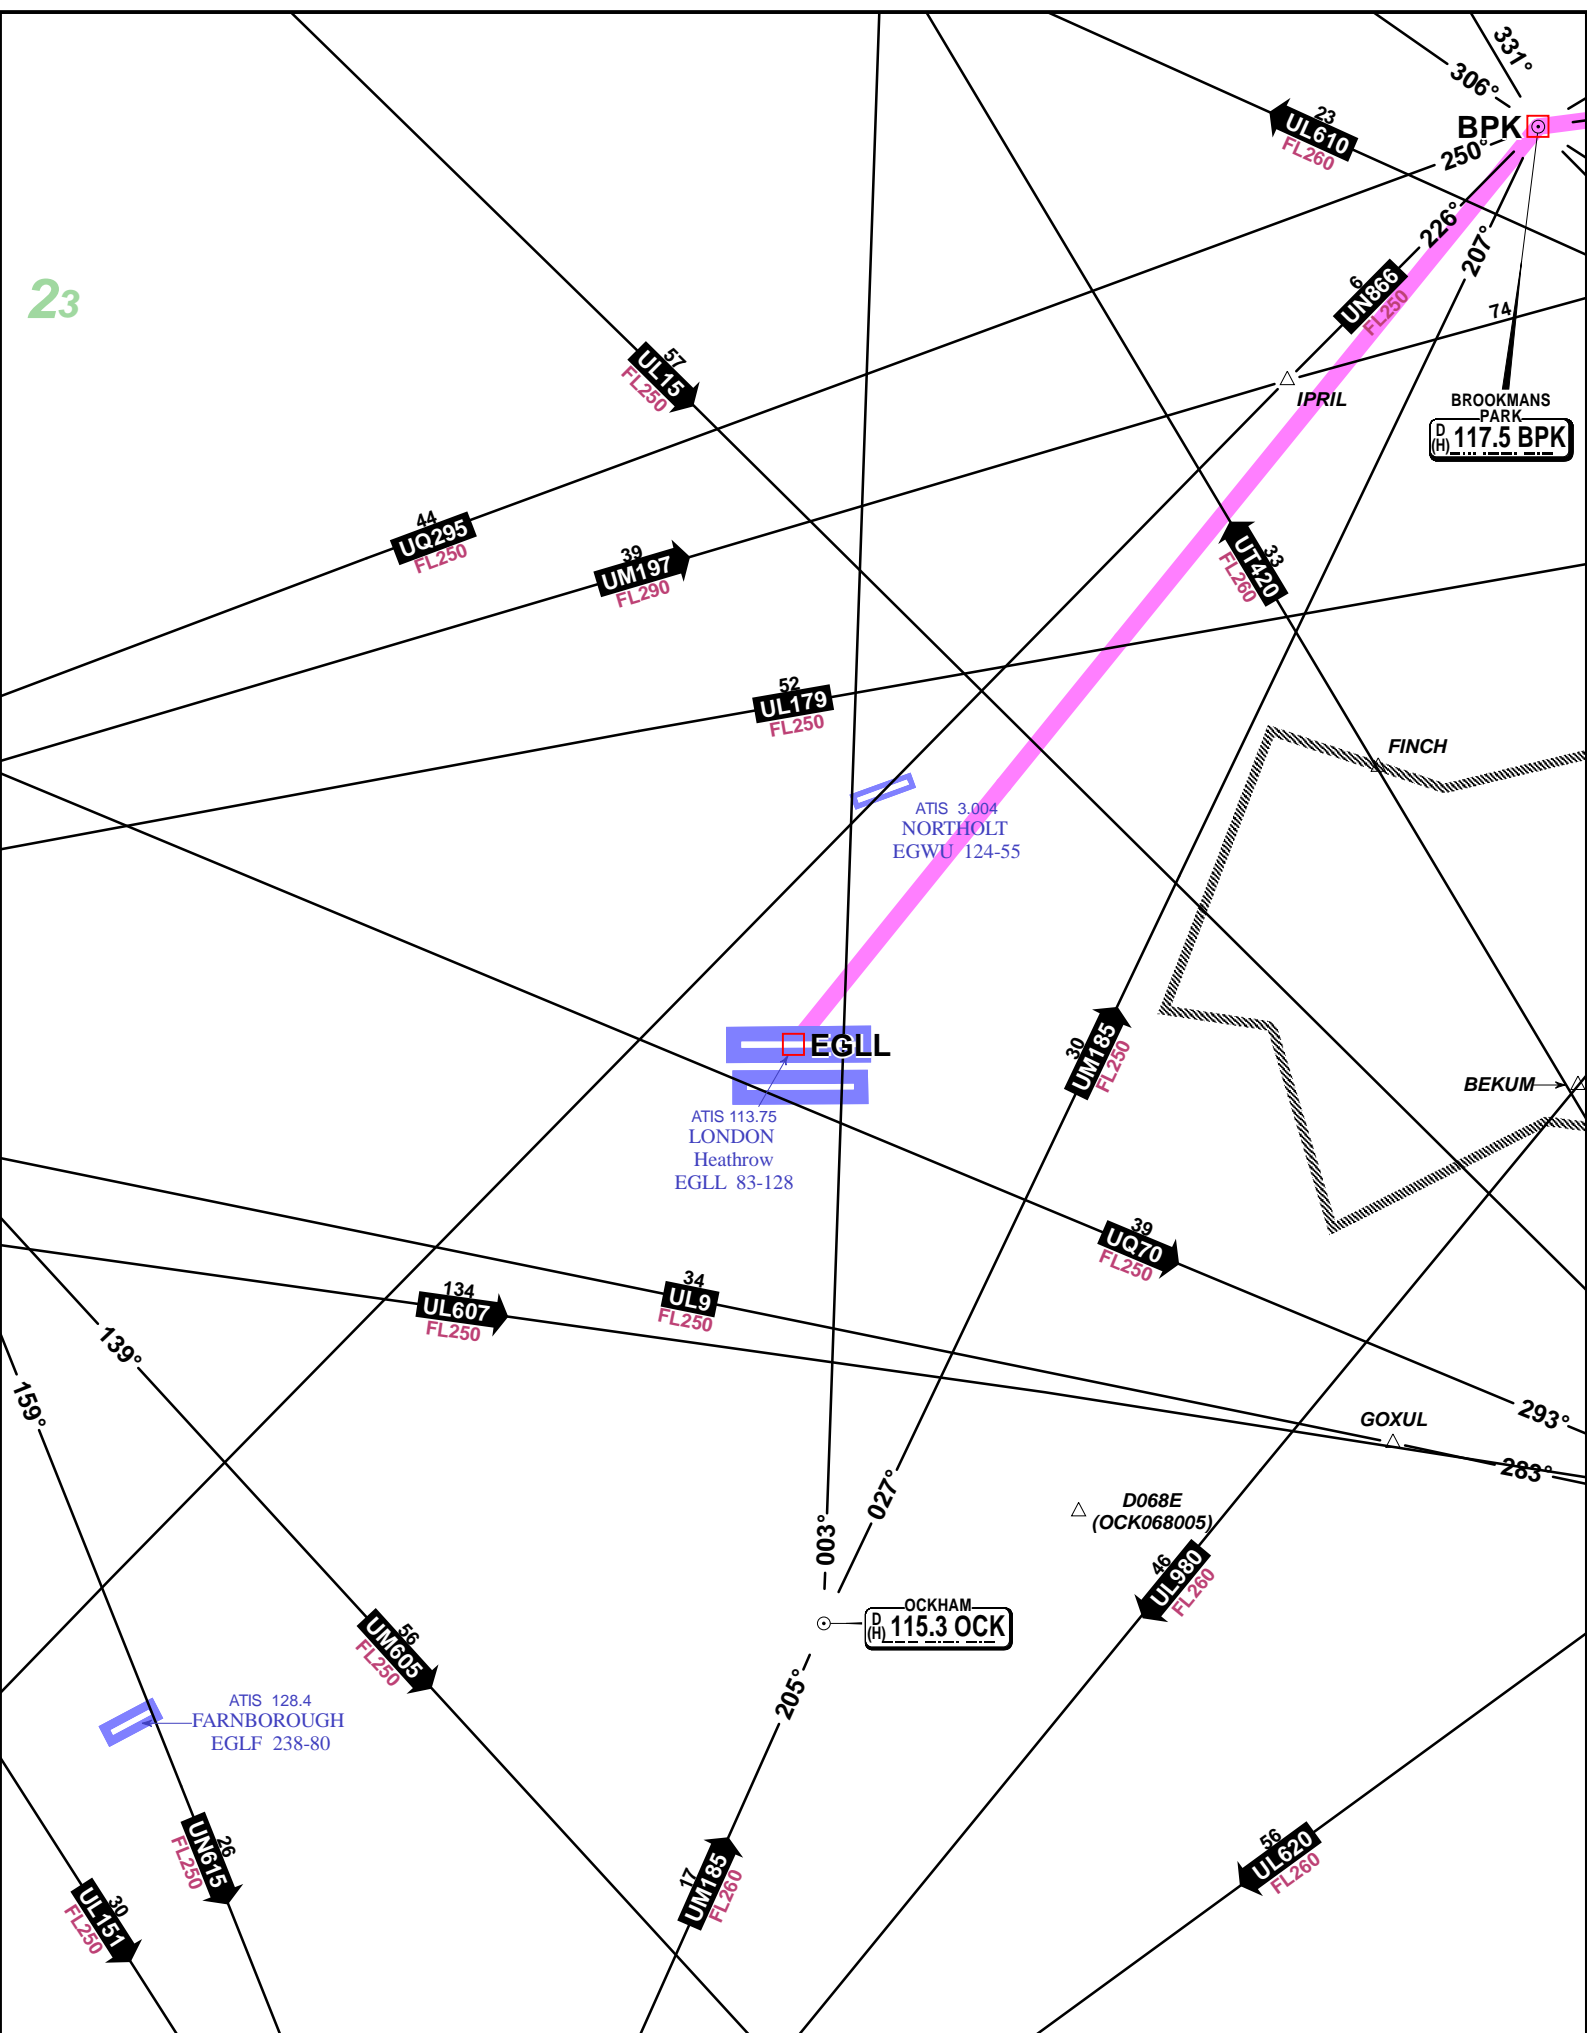 331°
306°
23
UL610
FL260
BPK
250°
226°
207°
23
6
UN866
FL250
74
57
UL15
FL250
IPRIL
BROOKMANS
PARK
D
(H) 117.5 BPK
44
UQ295
FL250
39
UM197
FL290
33
UT420
FL260
52
UL179
FL250
FINCH
ATIS 3.004
NORTHOLT
EGWU 124-55
EGLL
30
UM185
FL250
BEKUM
ATIS 113.75
LONDON
Heathrow
EGLL 83-128
39
UQ70
FL250
134
UL607
FL250
34
UL9
FL250
139°
159°
293°
GOXUL
283°
027°
003°
D068E
(OCK068005)
46
UL980
FL260
OCKHAM
D
(H) 115.3 OCK
56
UM605
FL250
205°
ATIS 128.4
FARNBOROUGH
EGLF 238-80
26
UN615
FL250
17
UM185
FL260
56
UL620
FL260
30
UL151
FL250